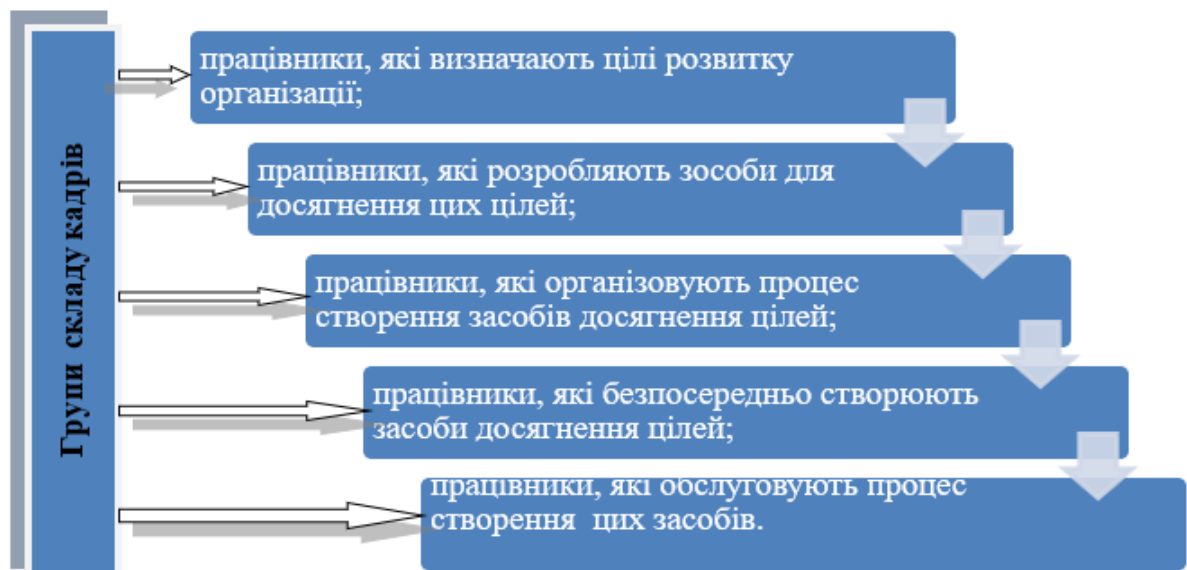 Групи складу кадрів
працівники, які визначають цілі розвитку
організації;
працівники, які розробляють зособи для
досягнення цих цілей;
працівники, які організовують процес
створення засобів досягнення цілей;
працівники, які безпосередньо створюють
засоби досягнення цілей;
працівники, які обслуговують процес
створення цих засобів.